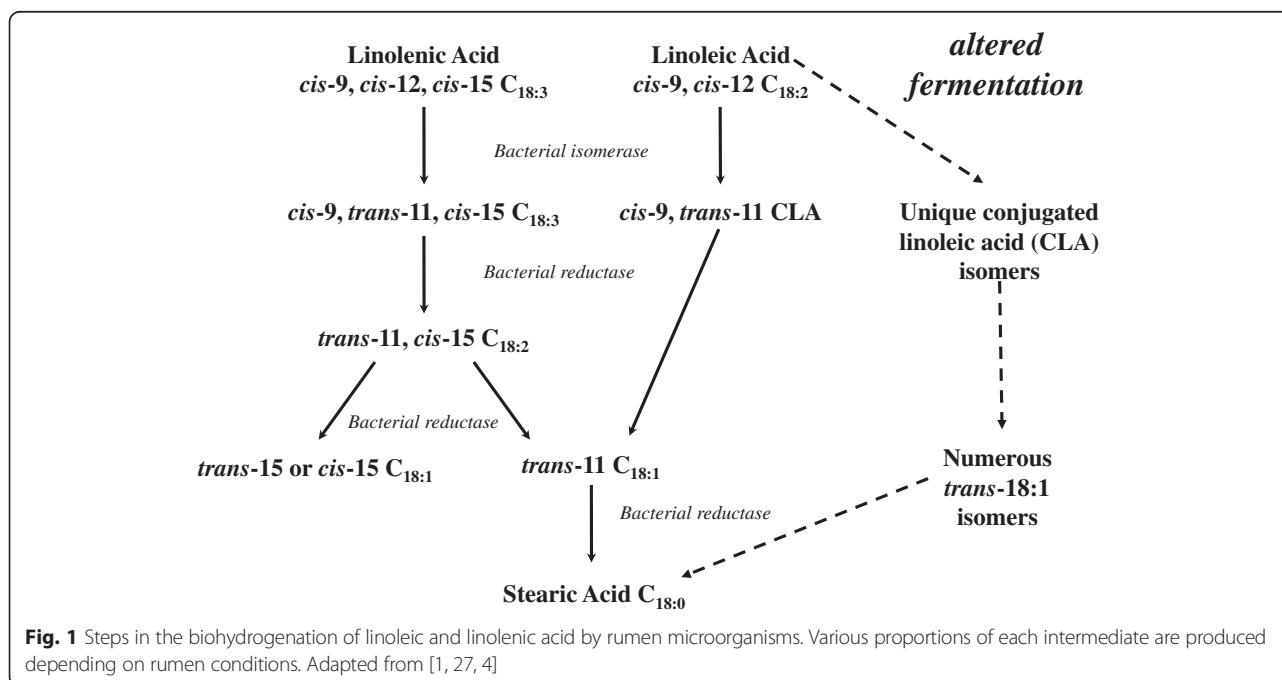 Linolenic Acid
cis-9, cis-12, cis-15 C18:3
Linoleic Acid
cis-9, cis-12 C18:2
altered
fermentation
Bacterial isomerase
cis-9, trans-11, cis-15 C18:3
cis-9, trans-11 CLA
Unique conjugated
linoleic acid (CLA)
isomers
Bacterial reductase
trans-11, cis-15 C18:2
Bacterial reductase
trans-15 or cis-15 C18:1
trans-11 C18:1
Numerous
trans-18:1
isomers
Bacterial reductase
Stearic Acid C18:0
Fig. 1 Steps in the biohydrogenation of linoleic and linolenic acid by rumen microorganisms. Various proportions of each intermediate are produced
depending on rumen conditions. Adapted from [1, 27, 4]